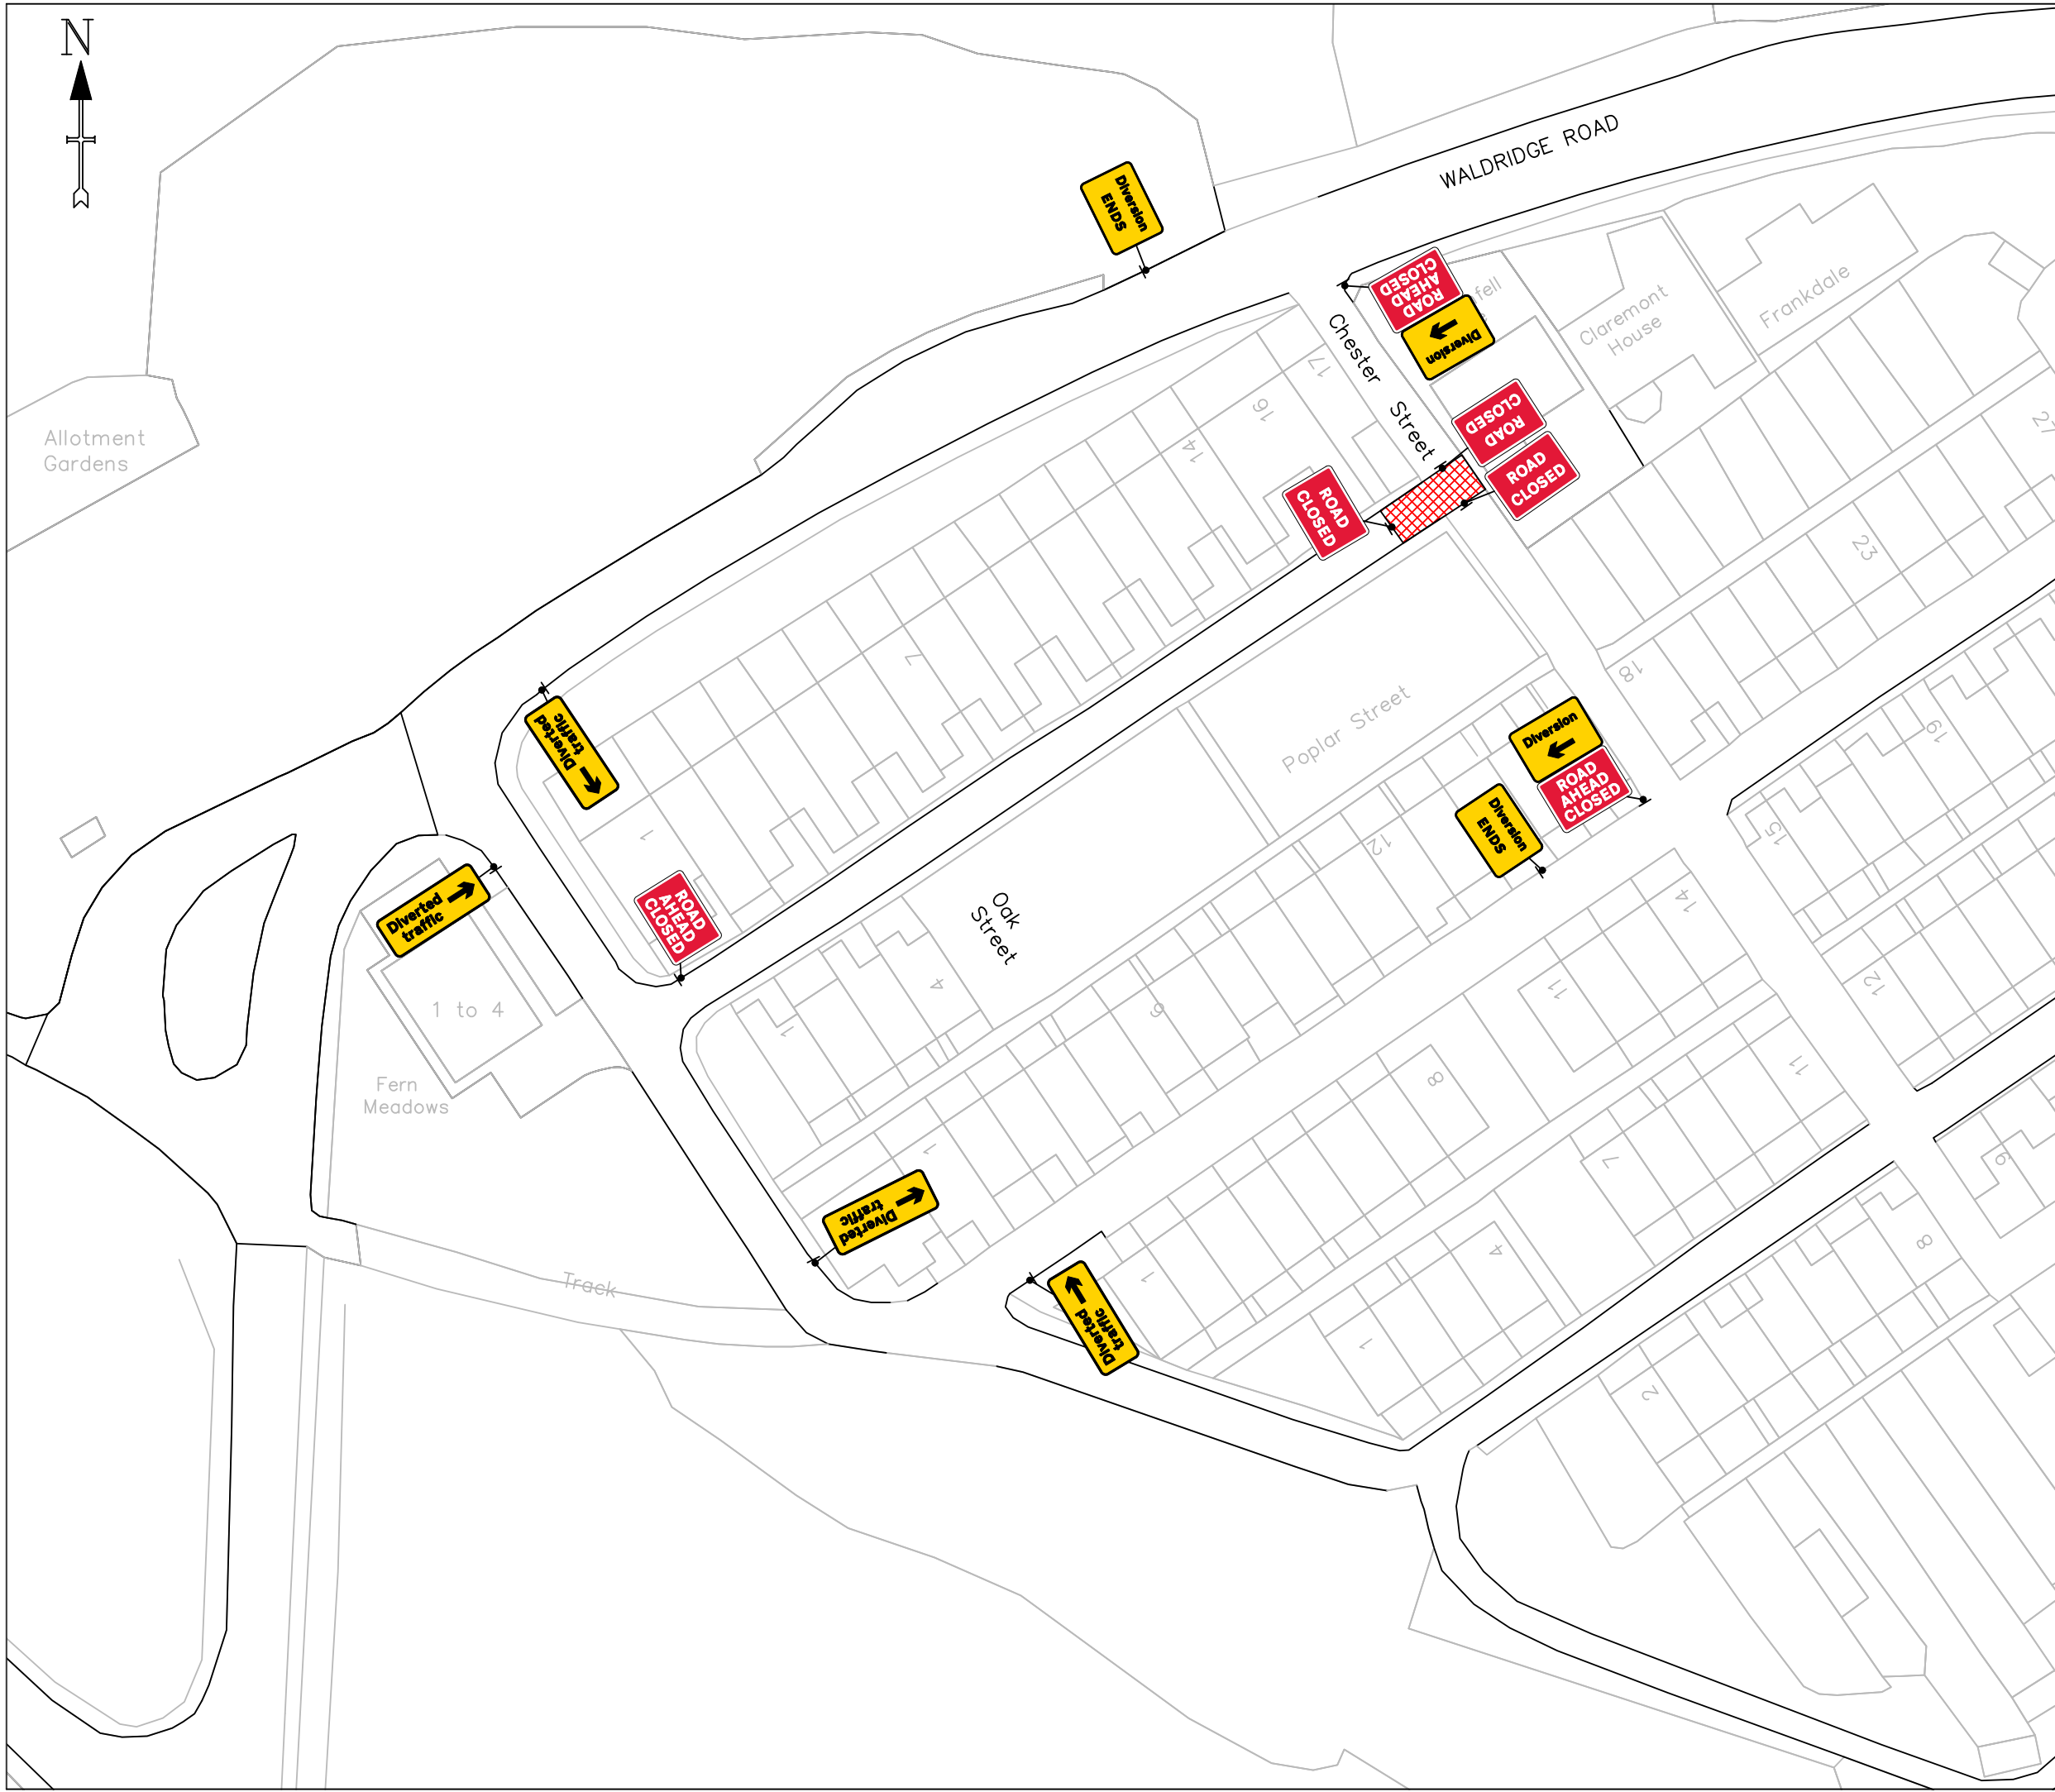 N
WALDRIDGE ROAD
Diversion
ENDS
ROAD
AHEAD
CLOSED
Diversion
fell
Claremont
House
Frankdale
Chester Street
17
16
14
ROAD
CLOSED
ROAD
CLOSED
ROAD
CLOSED
27
23
Allotment
Gardens
7
18
Diverted
traffic
Poplar Street
Diversion
ROAD
AHEAD
CLOSED
Diversion
ENDS
19
15
12
1
ROAD
AHEAD
CLOSED
Diverted
traffic
Oak
Street
1 to 4
4
1
9
14
11
12
Fern
Meadows
8
11
1
7
9
Diverted
traffic
Track
1
4
8
Diverted
traffic
1
2